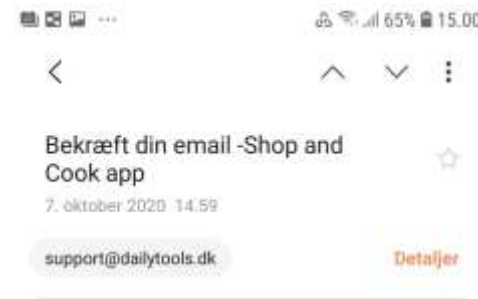 65% 15.00
Bekræft din email -Shop and
Cook app
7. oktober 2020 14.59
support@dailytools.dk Detaljer